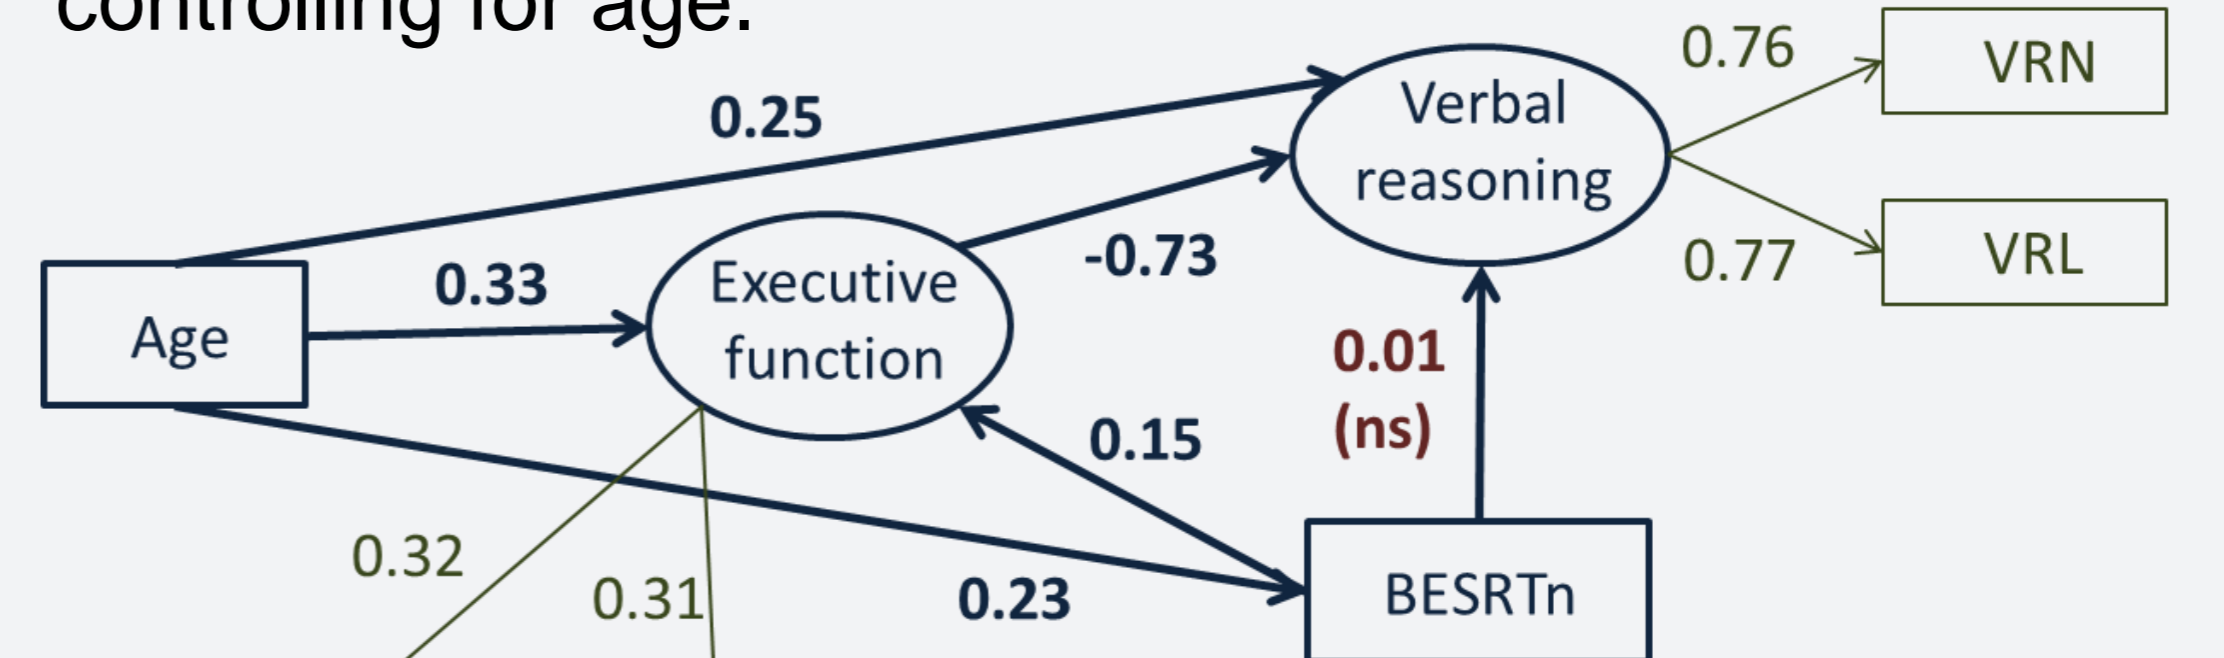 controlling for age.
0.76
VRN
Verbal
reasoning
0.25
0.77
VRL
-0.73
Executive
function
0.33
Age
0.01
(ns)
0.15
0.32
0.31
0.23
BESRTn